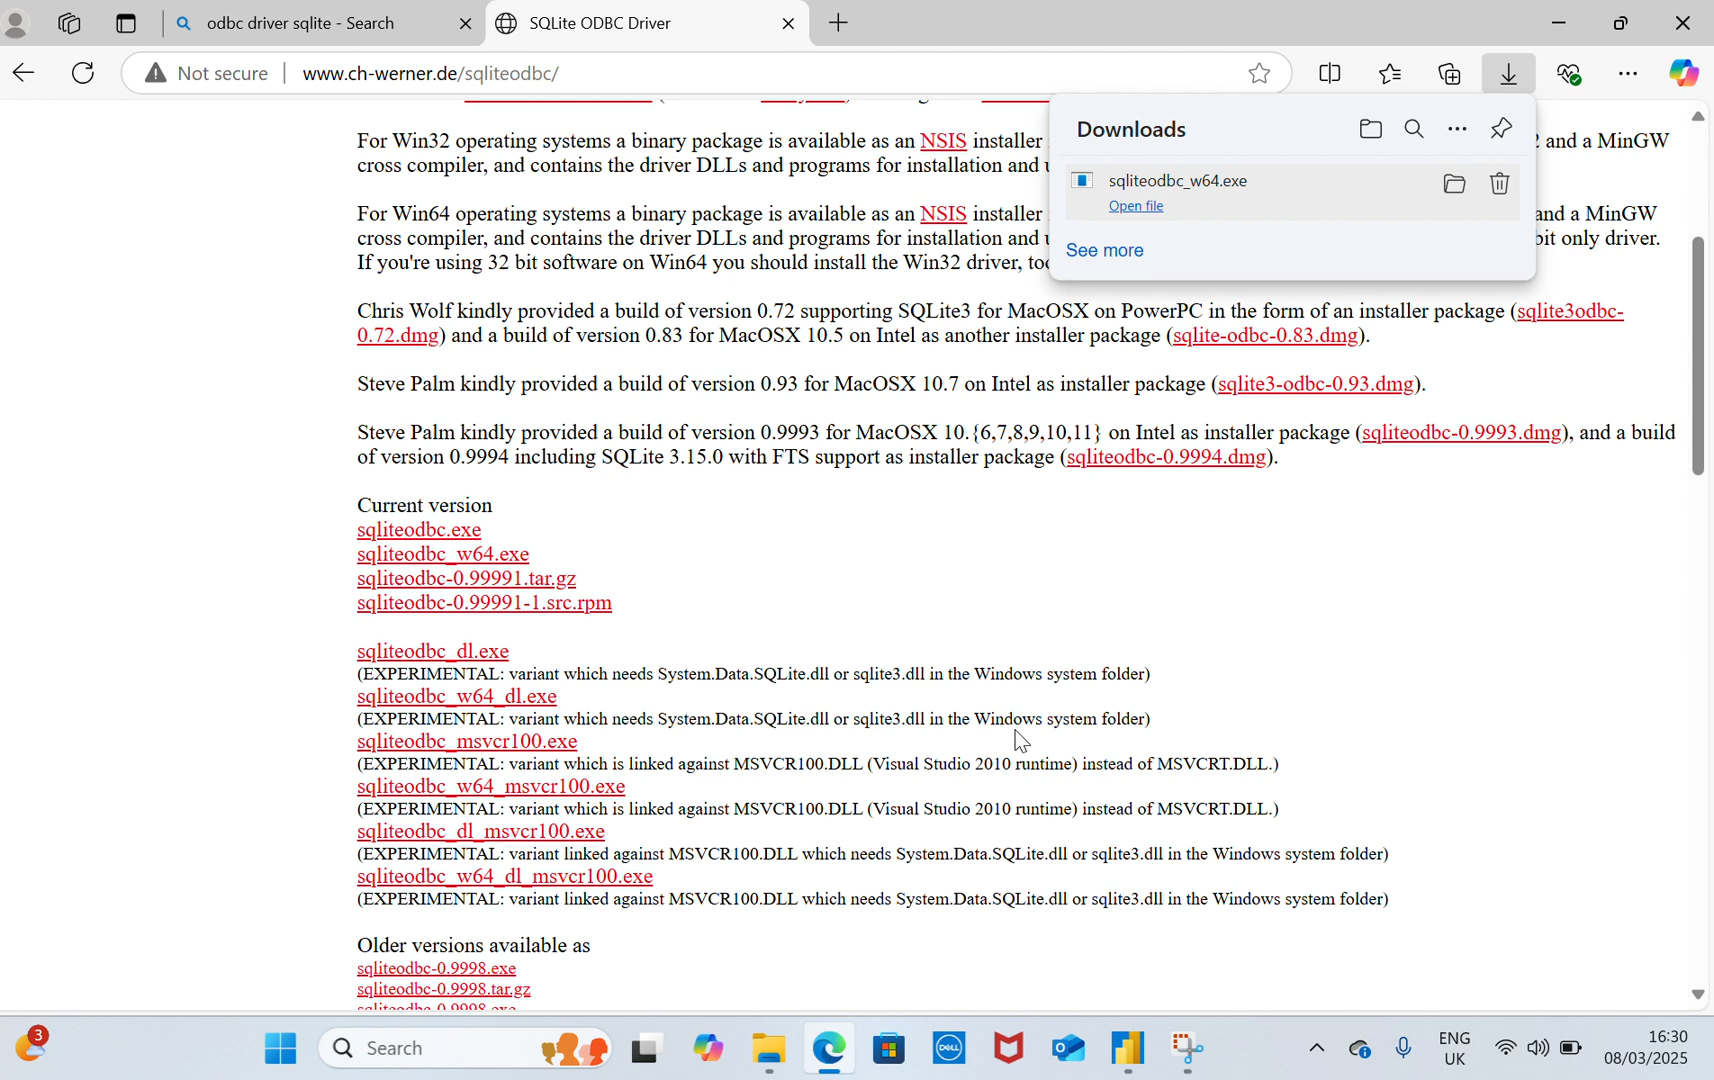 odbc driver sqlite - Search
SQLite ODBC Driver
Not secure
www.ch-werner.de/sqliteodbc/
Downloads
sqliteodbc_w64.exe
Open file
See more
For Win32 operating systems a binary package is available as an NSIS installer 2 and a MinGW
cross compiler, and contains the driver DLLs and programs for installation and u
For Win64 operating systems a binary package is available as an NSIS installer and a MinGW
cross compiler, and contains the driver DLLs and programs for installation and u bit only driver.
If you're using 32 bit software on Win64 you should install the Win32 driver, too
Chris Wolf kindly provided a build of version 0.72 supporting SQLite3 for MacOSX on PowerPC in the form of an installer package (sqlite3odbc-
0.72.dmg) and a build of version 0.83 for MacOSX 10.5 on Intel as another installer package (sqlite-odbc-0.83.dmg).
Steve Palm kindly provided a build of version 0.93 for MacOSX 10.7 on Intel as installer package (sqlite3-odbc-0.93.dmg).
Steve Palm kindly provided a build of version 0.9993 for MacOSX 10.{6,7,8,9,10,11} on Intel as installer package (sqliteodbc-0.9993.dmg), and a build
of version 0.9994 including SQLite 3.15.0 with FTS support as installer package (sqliteodbc-0.9994.dmg).
Current version
sqliteodbc.exe
sqliteodbc_w64.exe
sqliteodbc-0.99991.tar.gz
sqliteodbc-0.99991-1.src.rpm
sqliteodbc_dl.exe
(EXPERIMENTAL: variant which needs System.Data.SQLite.dll or sqlite3.dll in the Windows system folder)
sqliteodbc_w64_dl.exe
(EXPERIMENTAL: variant which needs System.Data.SQLite.dll or sqlite3.dll in the Windows system folder)
sqliteodbc_msvcr100.exe
(EXPERIMENTAL: variant which is linked against MSVCR100.DLL (Visual Studio 2010 runtime) instead of MSVCRT.DLL.)
sqliteodbc_w64_msvcr100.exe
(EXPERIMENTAL: variant which is linked against MSVCR100.DLL (Visual Studio 2010 runtime) instead of MSVCRT.DLL.)
sqliteodbc_dl_msvcr100.exe
(EXPERIMENTAL: variant linked against MSVCR100.DLL which needs System.Data.SQLite.dll or sqlite3.dll in the Windows system folder)
sqliteodbc_w64_dl_msvcr100.exe
(EXPERIMENTAL: variant linked against MSVCR100.DLL which needs System.Data.SQLite.dll or sqlite3.dll in the Windows system folder)
Older versions available as
sqliteodbc-0.9998.exe
sqliteodbc-0.9998.tar.gz
3
Search
DELL
ENG
UK
16:30
08/03/2025